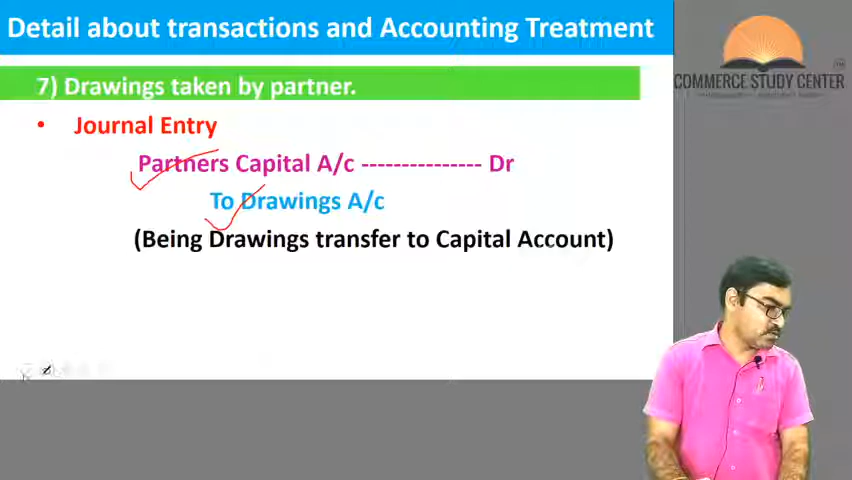 Detail about transactions and Accounting Treatment
7) Drawings taken by partner.
• Journal Entry
Partners Capital A/c --------------- Dr
To Drawings A/c
(Being Drawings transfer to Capital Account)
TM
COMMERCE STUDY CENTER